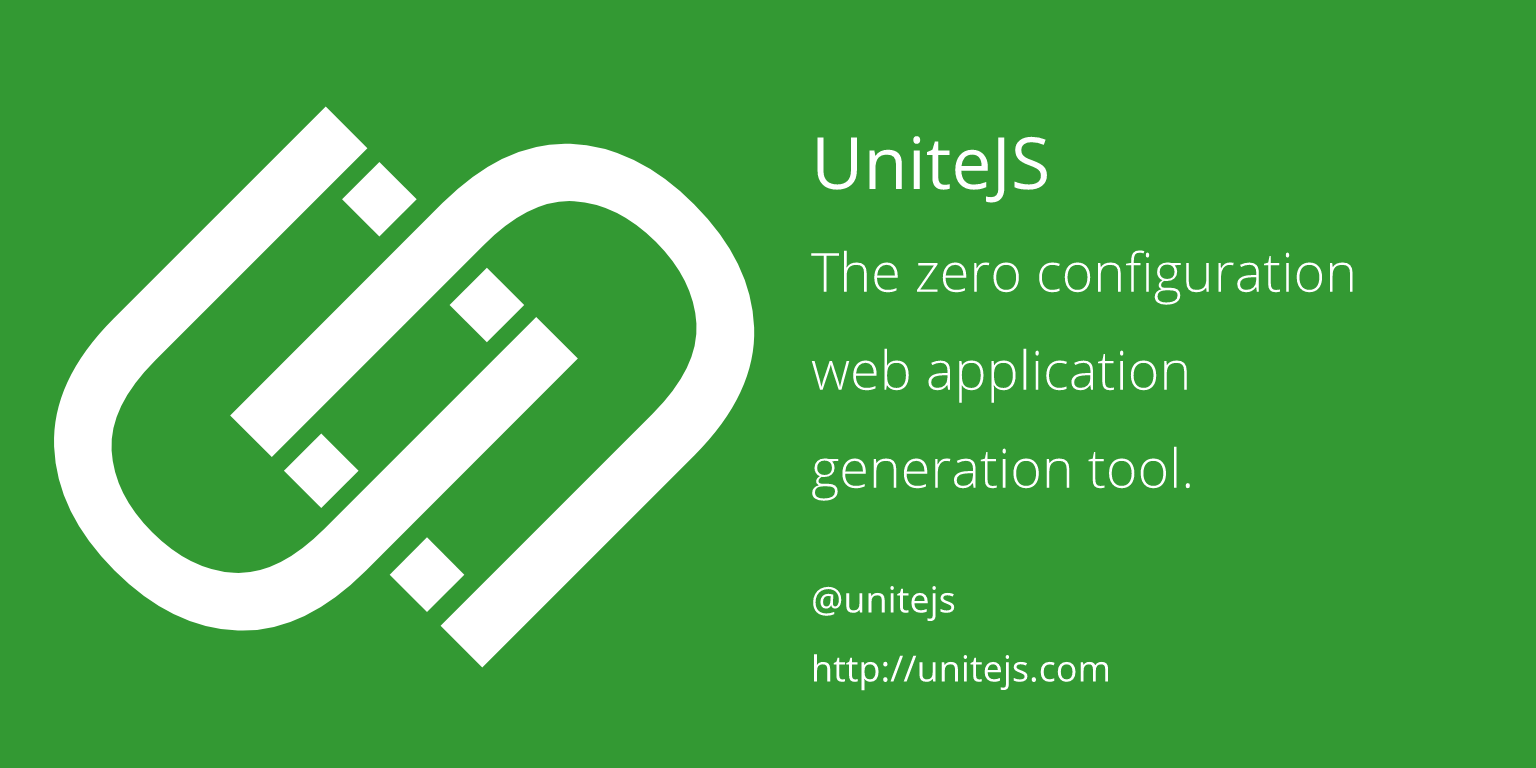 UniteJS
The zero configuration
web application
generation tool.
@unitejs
http://unitejs.com